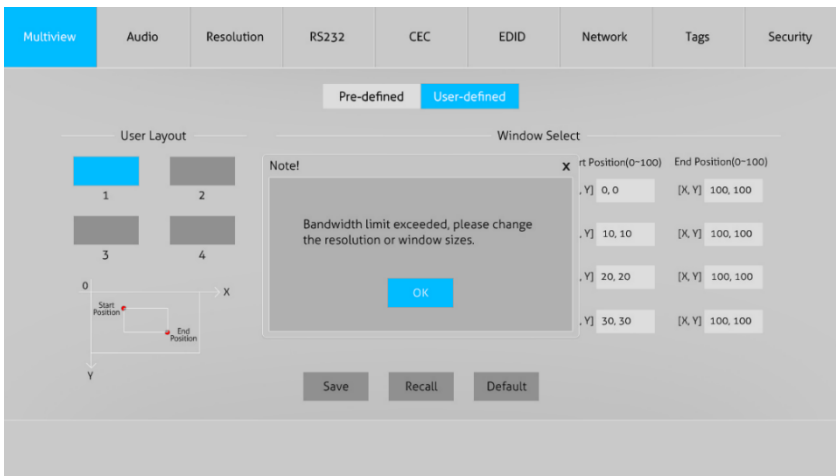 Multiview Audio Resolution RS232 CEC EDID Network Tags Security
Pre-defined User-defined
User Layout Window Select
1 2
3 4
0
X
Start
Position
End
Position
Y
Note! x
Bandwidth limit exceeded, please change
the resolution or window sizes.
OK
Position(0~100) End Position(0~100)
Y] 0, 0 [X, Y] 100, 100
Y] 10, 10 [X, Y] 100, 100
Y] 20, 20 [X, Y] 100, 100
Y] 30, 30 [X, Y] 100, 100
Save Recall Default